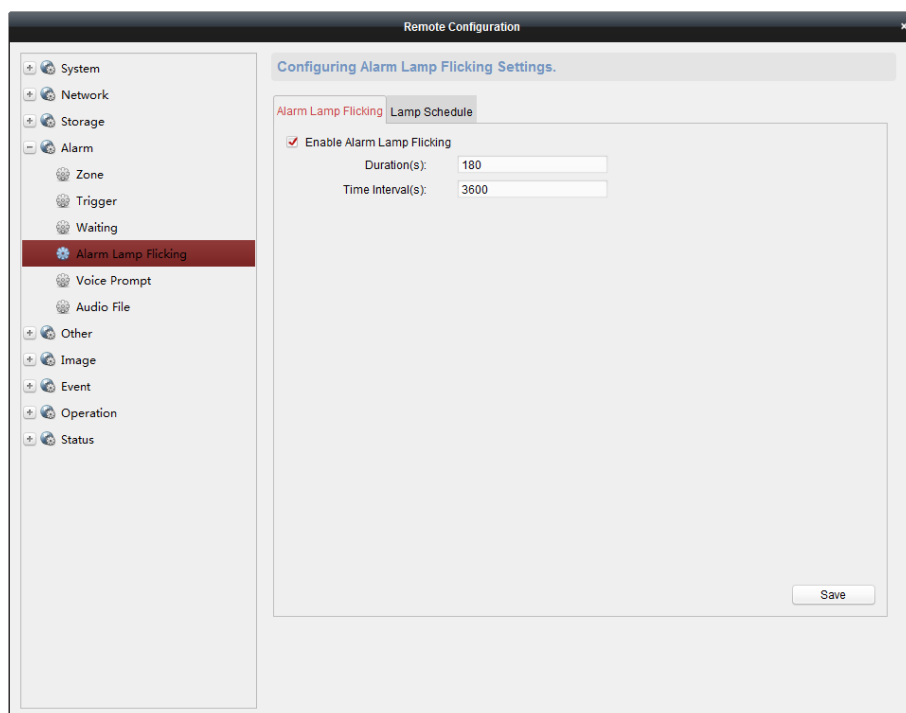 Remote Configuration
System
Network
Storage
Alarm
Zone
Trigger
Waiting
Alarm Lamp Flicking
Voice Prompt
Audio File
Other
Image
Event
Operation
Status
Configuring Alarm Lamp Flicking Settings.
Alarm Lamp Flicking Lamp Schedule
Enable Alarm Lamp Flicking
Duration(s): 180
Time Interval(s): 3600
Save